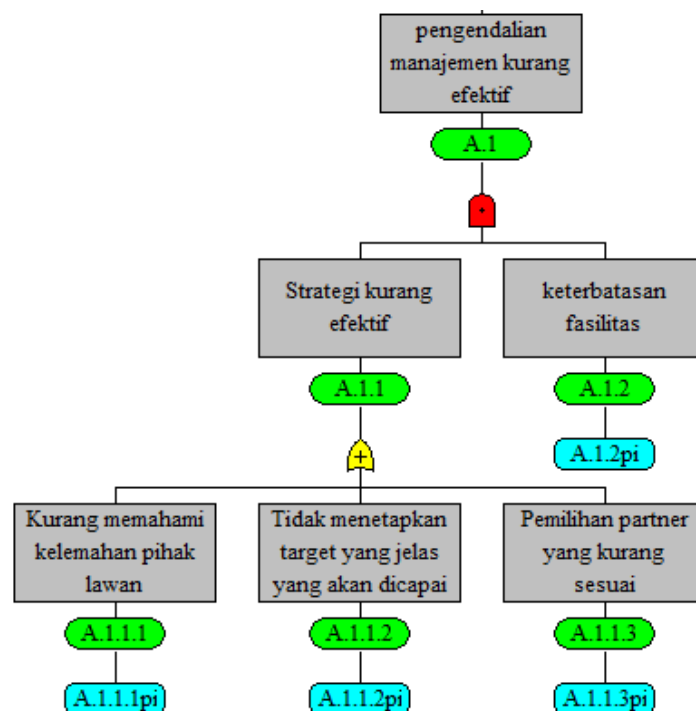 pengendalian
manajemen kurang
efektif
A.1
Strategi kurang
efektif
keterbatasan
fasilitas
A.1.1
A.1.2
A.1.2pi
+
Kurang memahami
kelemahan pihak
lawan
Tidak menetapkan
target yang jelas
yang akan dicapai
Pemilihan partner
yang kurang
sesuai
A.1.1.1
A.1.1.2
A.1.1.3
A.1.1.1pi
A.1.1.2pi
A.1.1.3pi